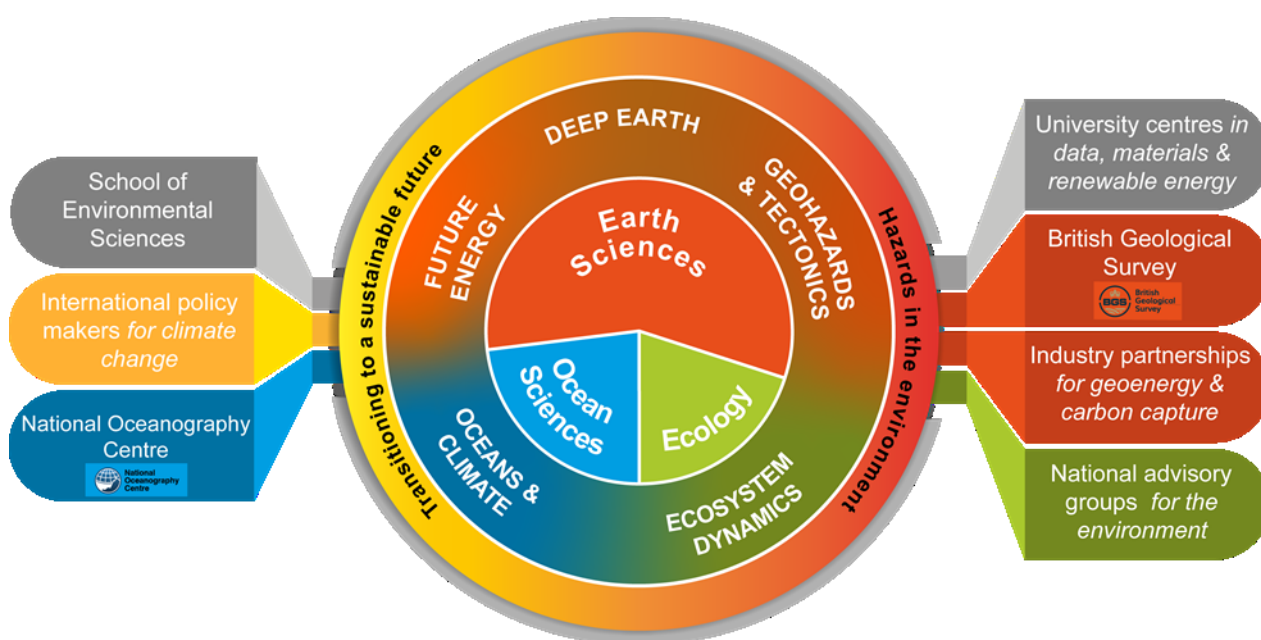 School of
Environmental
Sciences
International policy
makers for climate
change
National Oceanography
Centre
National
Oceanography
Centre
Transitioning to a sustainable future
DEEP EARTH
FUTURE
ENERGY
GEOHAZARDS
& TECTONICS
OCEANS &
CLIMATE
ECOSYSTEM
DYNAMICS
Earth
Sciences
Ocean
Sciences
Ecology
Hazards in the environment
University centres in
data, materials &
renewable energy
British Geological
Survey
BGS
British
Geological
Survey
Industry partnerships
for geoenergy &
carbon capture
National advisory
groups for the
environment